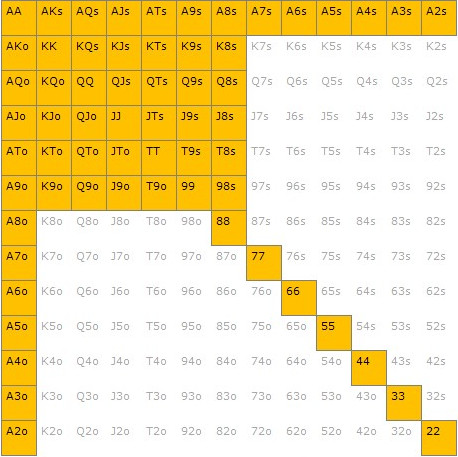 AA AKs AQs AJs ATs A9s A8s A7s A6s A5s A4s A3s A2s
AKo KK KQs KJs KTs K9s K8s K7s K6s K5s K4s K3s K2s
AQo KQo QQ QJs QTs Q9s Q8s Q7s Q6s Q5s Q4s Q3s Q2s
AJo KJo QJo JJ JTs J9s J8s J7s J6s J5s J4s J3s J2s
ATo KTo QTo JTo TT T9s T8s T7s T6s T5s T4s T3s T2s
A9o K9o Q9o J9o T9o 99 98s 97s 96s 95s 94s 93s 92s
A8o K8o Q8o J8o T8o 98o 88 87s 86s 85s 84s 83s 82s
A7o K7o Q7o J7o T7o 97o 87o 77 76s 75s 74s 73s 72s
A6o K6o Q6o J6o T6o 96o 86o 76o 66 65s 64s 63s 62s
A5o K5o Q5o J5o T5o 95o 85o 75o 65o 55 54s 53s 52s
A4o K4o Q4o J4o T4o 94o 84o 74o 64o 54o 44 43s 42s
A3o K3o Q3o J3o T3o 93o 83o 73o 63o 53o 43o 33 32s
A2o K2o Q2o J2o T2o 92o 82o 72o 62o 52o 42o 32o 22